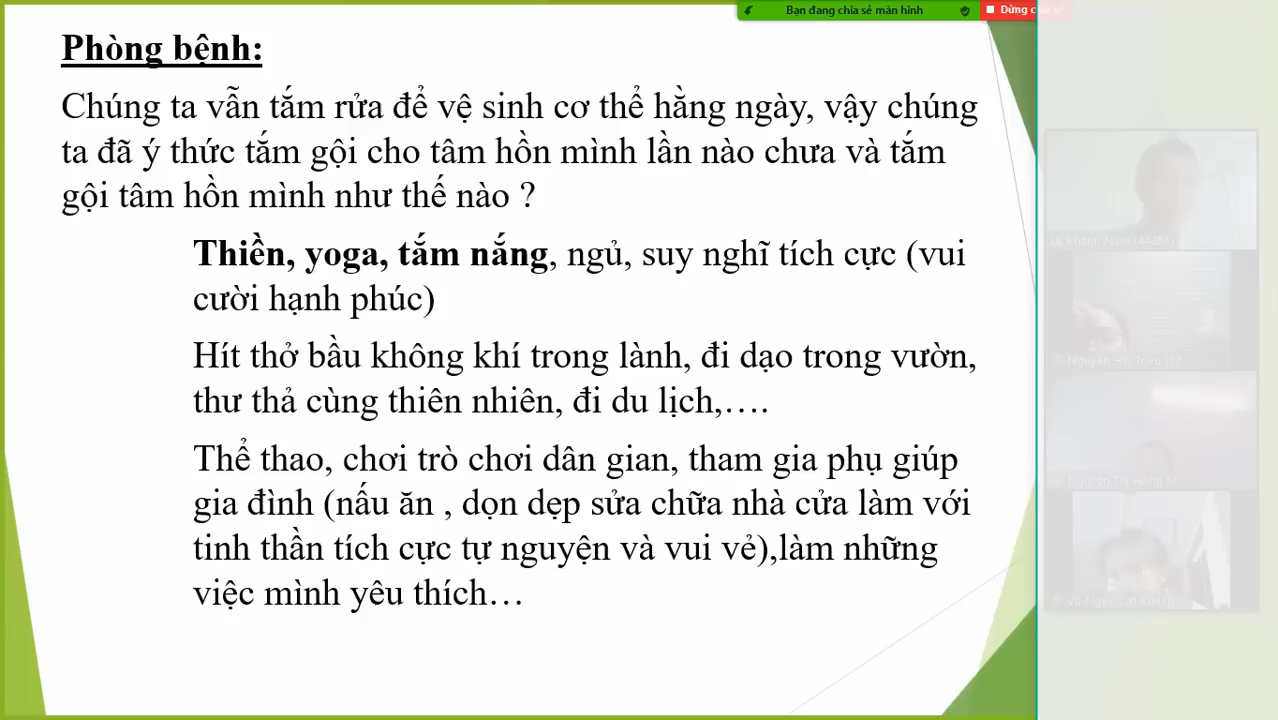 Bạn đang chia sẻ màn hình
Dừng chia sẻ
Phòng bệnh:
Chúng ta vẫn tắm rửa để vệ sinh cơ thể hằng ngày, vậy chúng
ta đã ý thức tắm gội cho tâm hồn mình lần nào chưa và tắm
gội tâm hồn mình như thế nào ?
Thiền, yoga, tắm nắng, ngủ, suy nghĩ tích cực (vui
cười hạnh phúc)
Hít thở bầu không khí trong lành, đi dạo trong vườn,
thư thả cùng thiên nhiên, đi du lịch,….
Thể thao, chơi trò chơi dân gian, tham gia phụ giúp
gia đình (nấu ăn , dọn dẹp sửa chữa nhà cửa làm với
tinh thần tích cực tự nguyện và vui vẻ),làm những
việc mình yêu thích…